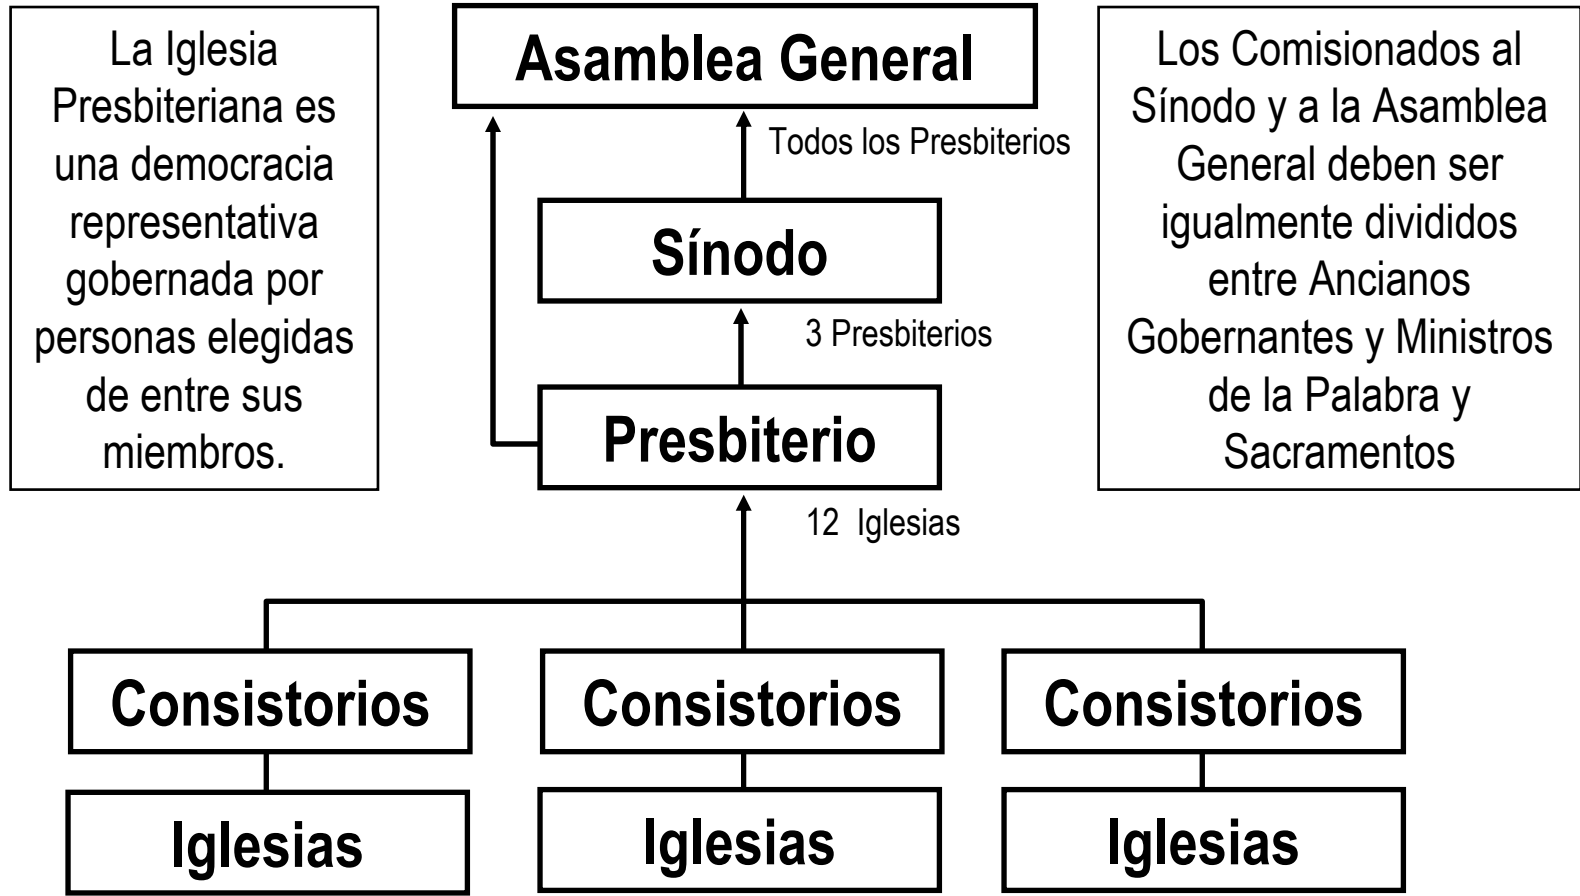 La Iglesia
Presbiteriana es
una democracia
representativa
gobernada por
personas elegidas
de entre sus
miembros.
Asamblea General
Todos los Presbiterios
Sínodo
3 Presbiterios
Presbiterio
12 Iglesias
Los Comisionados al
Sínodo y a la Asamblea
General deben ser
igualmente divididos
entre Ancianos
Gobernantes y Ministros
de la Palabra y
Sacramentos
Consistorios
Consistorios
Consistorios
Iglesias
Iglesias
Iglesias